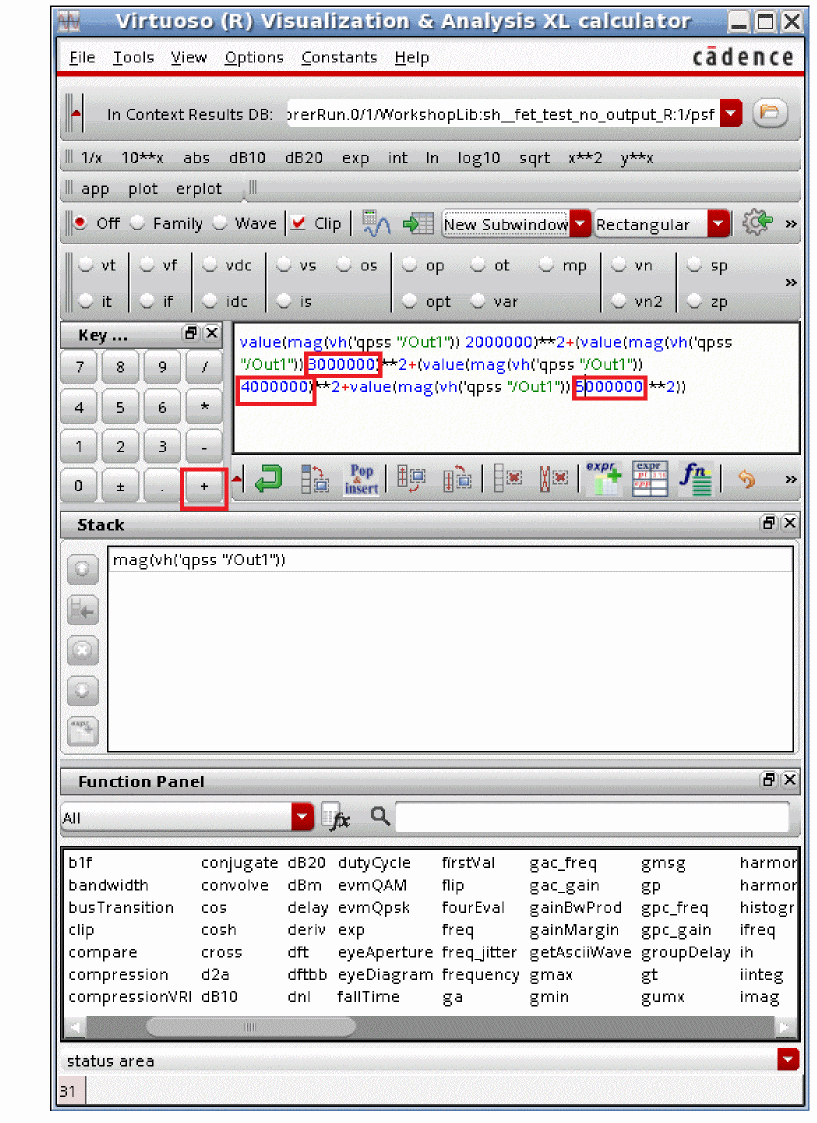 Virtuoso (R) Visualization & Analysis XL calculator
File Tools View Options Constants Help cādence
In Context Results DB: orerRun.0/1/WorkshopLib:sh__fet_test_no_output_R:1/psf
1/x 10**x abs dB10 dB20 exp int ln log10 sqrt x**2 y**x
app plot erplot
Off Family Wave Clip New Subwindow Rectangular »
vt vf vdc vs os op ot mp vn sp »
it if idc is opt var vn2 zp
Key ...
7 8 9 /
4 5 6 *
1 2 3 -
0 ± . +
value(mag(vh('qpss "/Out1")) 2000000)**2+(value(mag(vh('qpss
"/Out1")) 3000000)**2+(value(mag(vh('qpss "/Out1"))
4000000)**2+value(mag(vh('qpss "/Out1")) 5000000 **2))
Pop & insert expr expr fn »
Stack
mag(vh('qpss "/Out1"))
expr
Function Panel
All fx
b1f conjugate dB20 dutyCycle firstVal gac_freq gmsg harmor
bandwidth convolve dBm evmQAM flip gac_gain gp harmor
busTransition cos delay evmQpsk fourEval gainBwProd gpc_freq histogr
clip cosh deriv exp freq gainMargin gpc_gain ifreq
compare cross dft eyeAperture freq_jitter getAsciiWave groupDelay ih
compression d2a dftbb eyeDiagram frequency gmax gt iinteg
compressionVRI dB10 dnl fallTime ga gmin gumx imag
status area
31